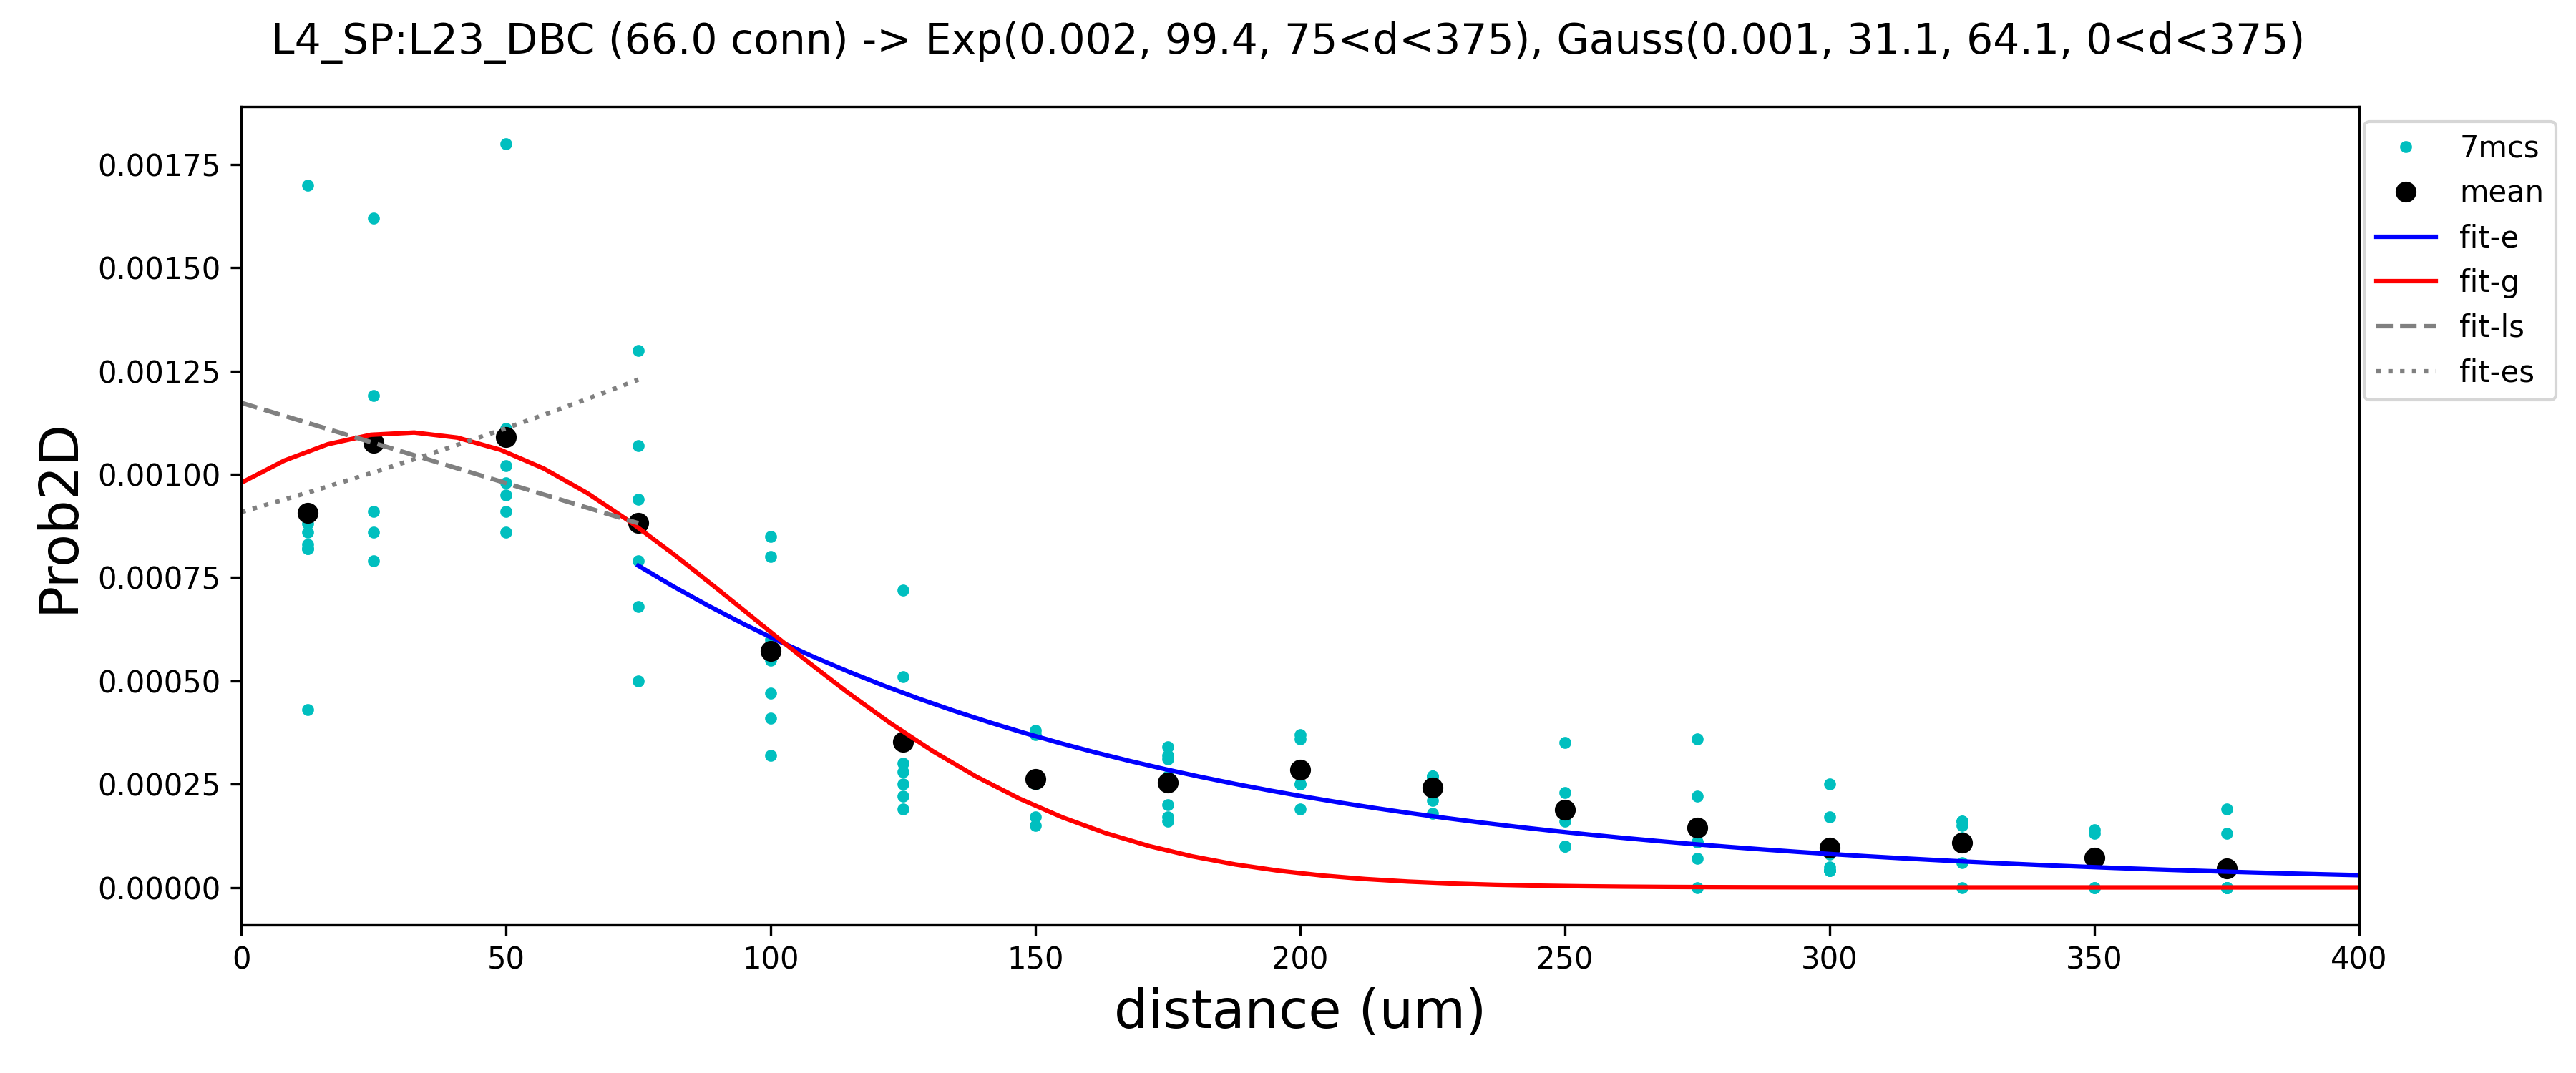 L4_SP:L23_DBC (66.0 conn) -> Exp(0.002, 99.4, 75<d<375), Gauss(0.001, 31.1, 64.1, 0<d<375)
Prob2D
0.00175
0.00150
0.00125
0.00100
0.00075
0.00050
0.00025
0.00000
0 50 100 150 200 250 300 350 400
distance (um)
7mcs
mean
fit-e
fit-g
fit-ls
fit-es